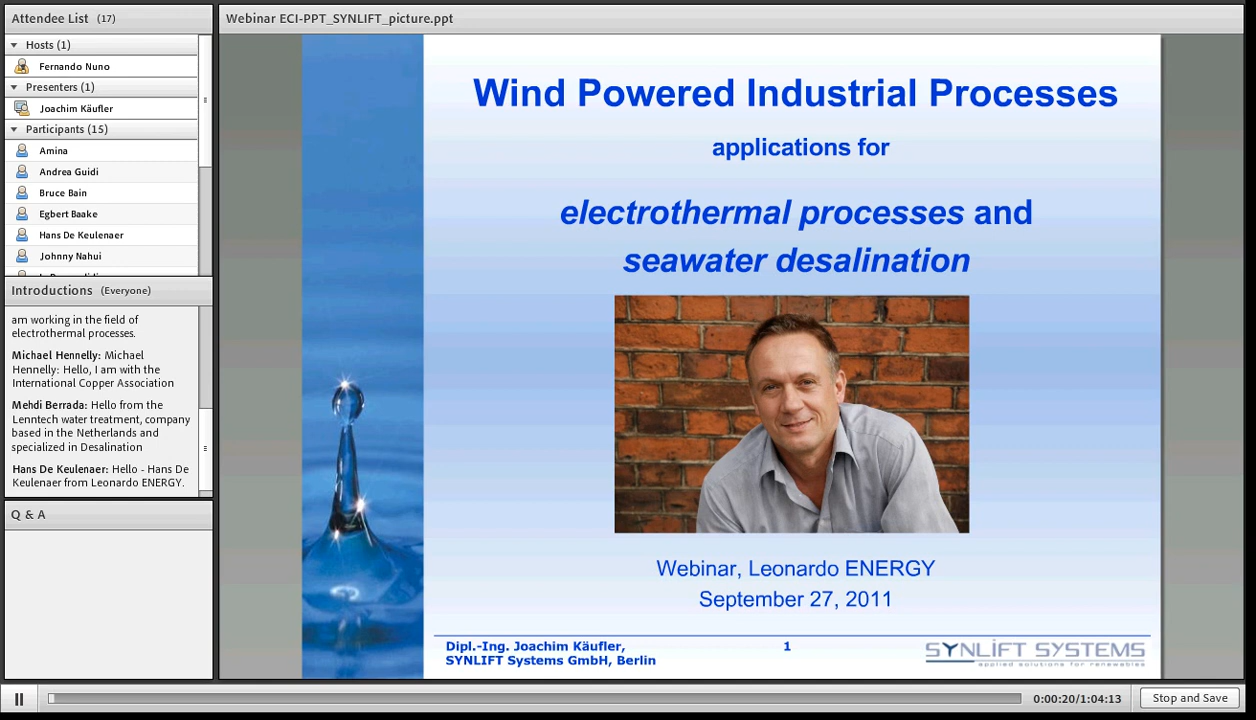 Attendee List (17)
Hosts (1)
Fernando Nuno
Presenters (1)
Joachim Käufler
Participants (15)
Amina
Andrea Guidi
Bruce Bain
Egbert Baake
Hans De Keulenaer
Johnny Nahui
Introductions (Everyone)
am working in the field of
electrothermal processes.
Michael Hennelly: Michael
Hennelly: Hello, I am with the
International Copper Association
Mehdi Berrada: Hello from the
Lenntech water treatment, company
based in the Netherlands and
specialized in Desalination
Hans De Keulenaer: Hello - Hans De
Keulenaer from Leonardo ENERGY.
Q & A
Webinar ECI-PPT_SYNLIFT_picture.ppt
Wind Powered Industrial Processes
applications for
electrothermal processes and
seawater desalination
Webinar, Leonardo ENERGY
September 27, 2011
Dipl.-Ing. Joachim Käufler,
SYNLIFT Systems GmbH, Berlin
1
SYNLIFT SYSTEMS
applied solutions for renewables
0:00:20/1:04:13
Stop and Save